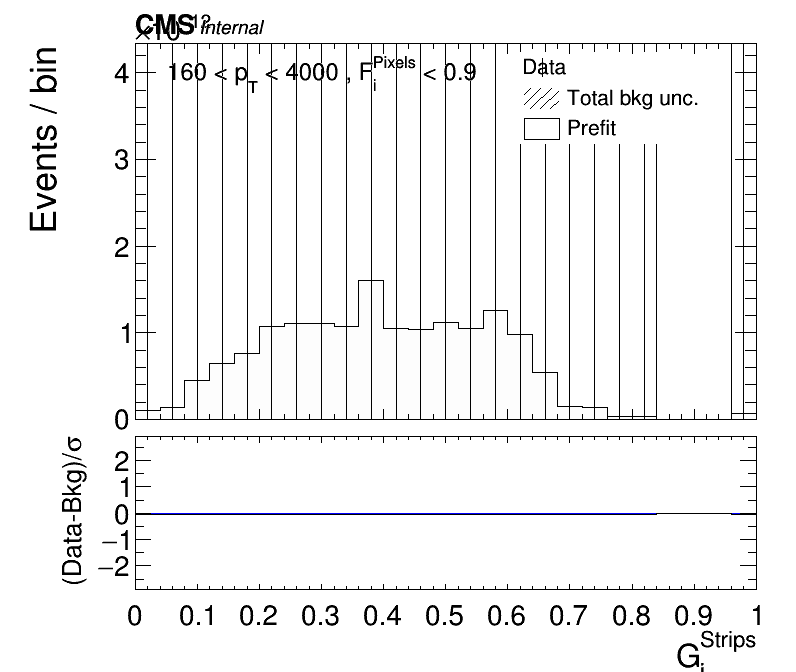 CMS Internal
×10¹²
160 < p_T < 4000 , F_i^Pixels < 0.9
Data
Total bkg unc.
Prefit
Events / bin
4
3
2
1
0
(Data-Bkg)/σ
2
1
0
−1
−2
0 0.1 0.2 0.3 0.4 0.5 0.6 0.7 0.8 0.9 1
G_i^Strips